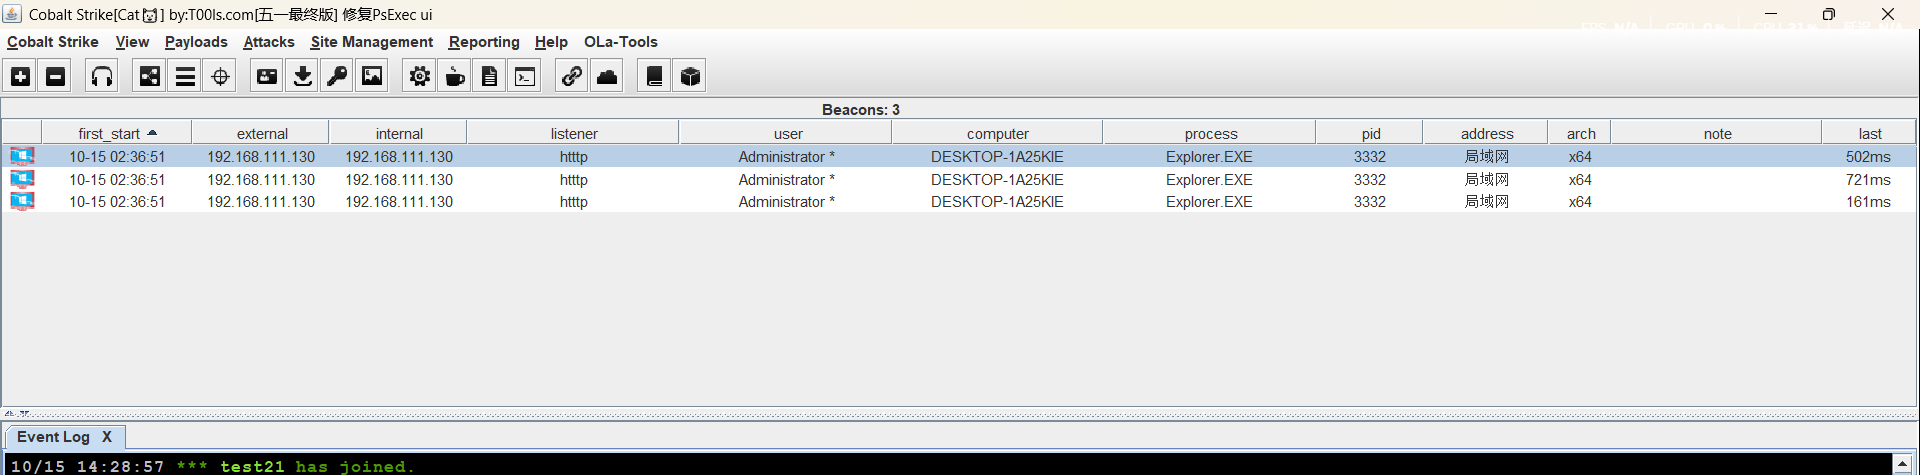 Cobalt Strike[Cat🐱] by:T00ls.com[五一最终版] 修复PsExec ui
Cobalt Strike View Payloads Attacks Site Management Reporting Help OLa-Tools
Beacons: 3
first_start external internal listener user computer process pid address arch note last
10-15 02:36:51 192.168.111.130 192.168.111.130 htttp Administrator * DESKTOP-1A25KIE Explorer.EXE 3332 局域网 x64 502ms
10-15 02:36:51 192.168.111.130 192.168.111.130 htttp Administrator * DESKTOP-1A25KIE Explorer.EXE 3332 局域网 x64 721ms
10-15 02:36:51 192.168.111.130 192.168.111.130 htttp Administrator * DESKTOP-1A25KIE Explorer.EXE 3332 局域网 x64 161ms
Event Log X
10/15 14:28:57 *** test21 has joined.